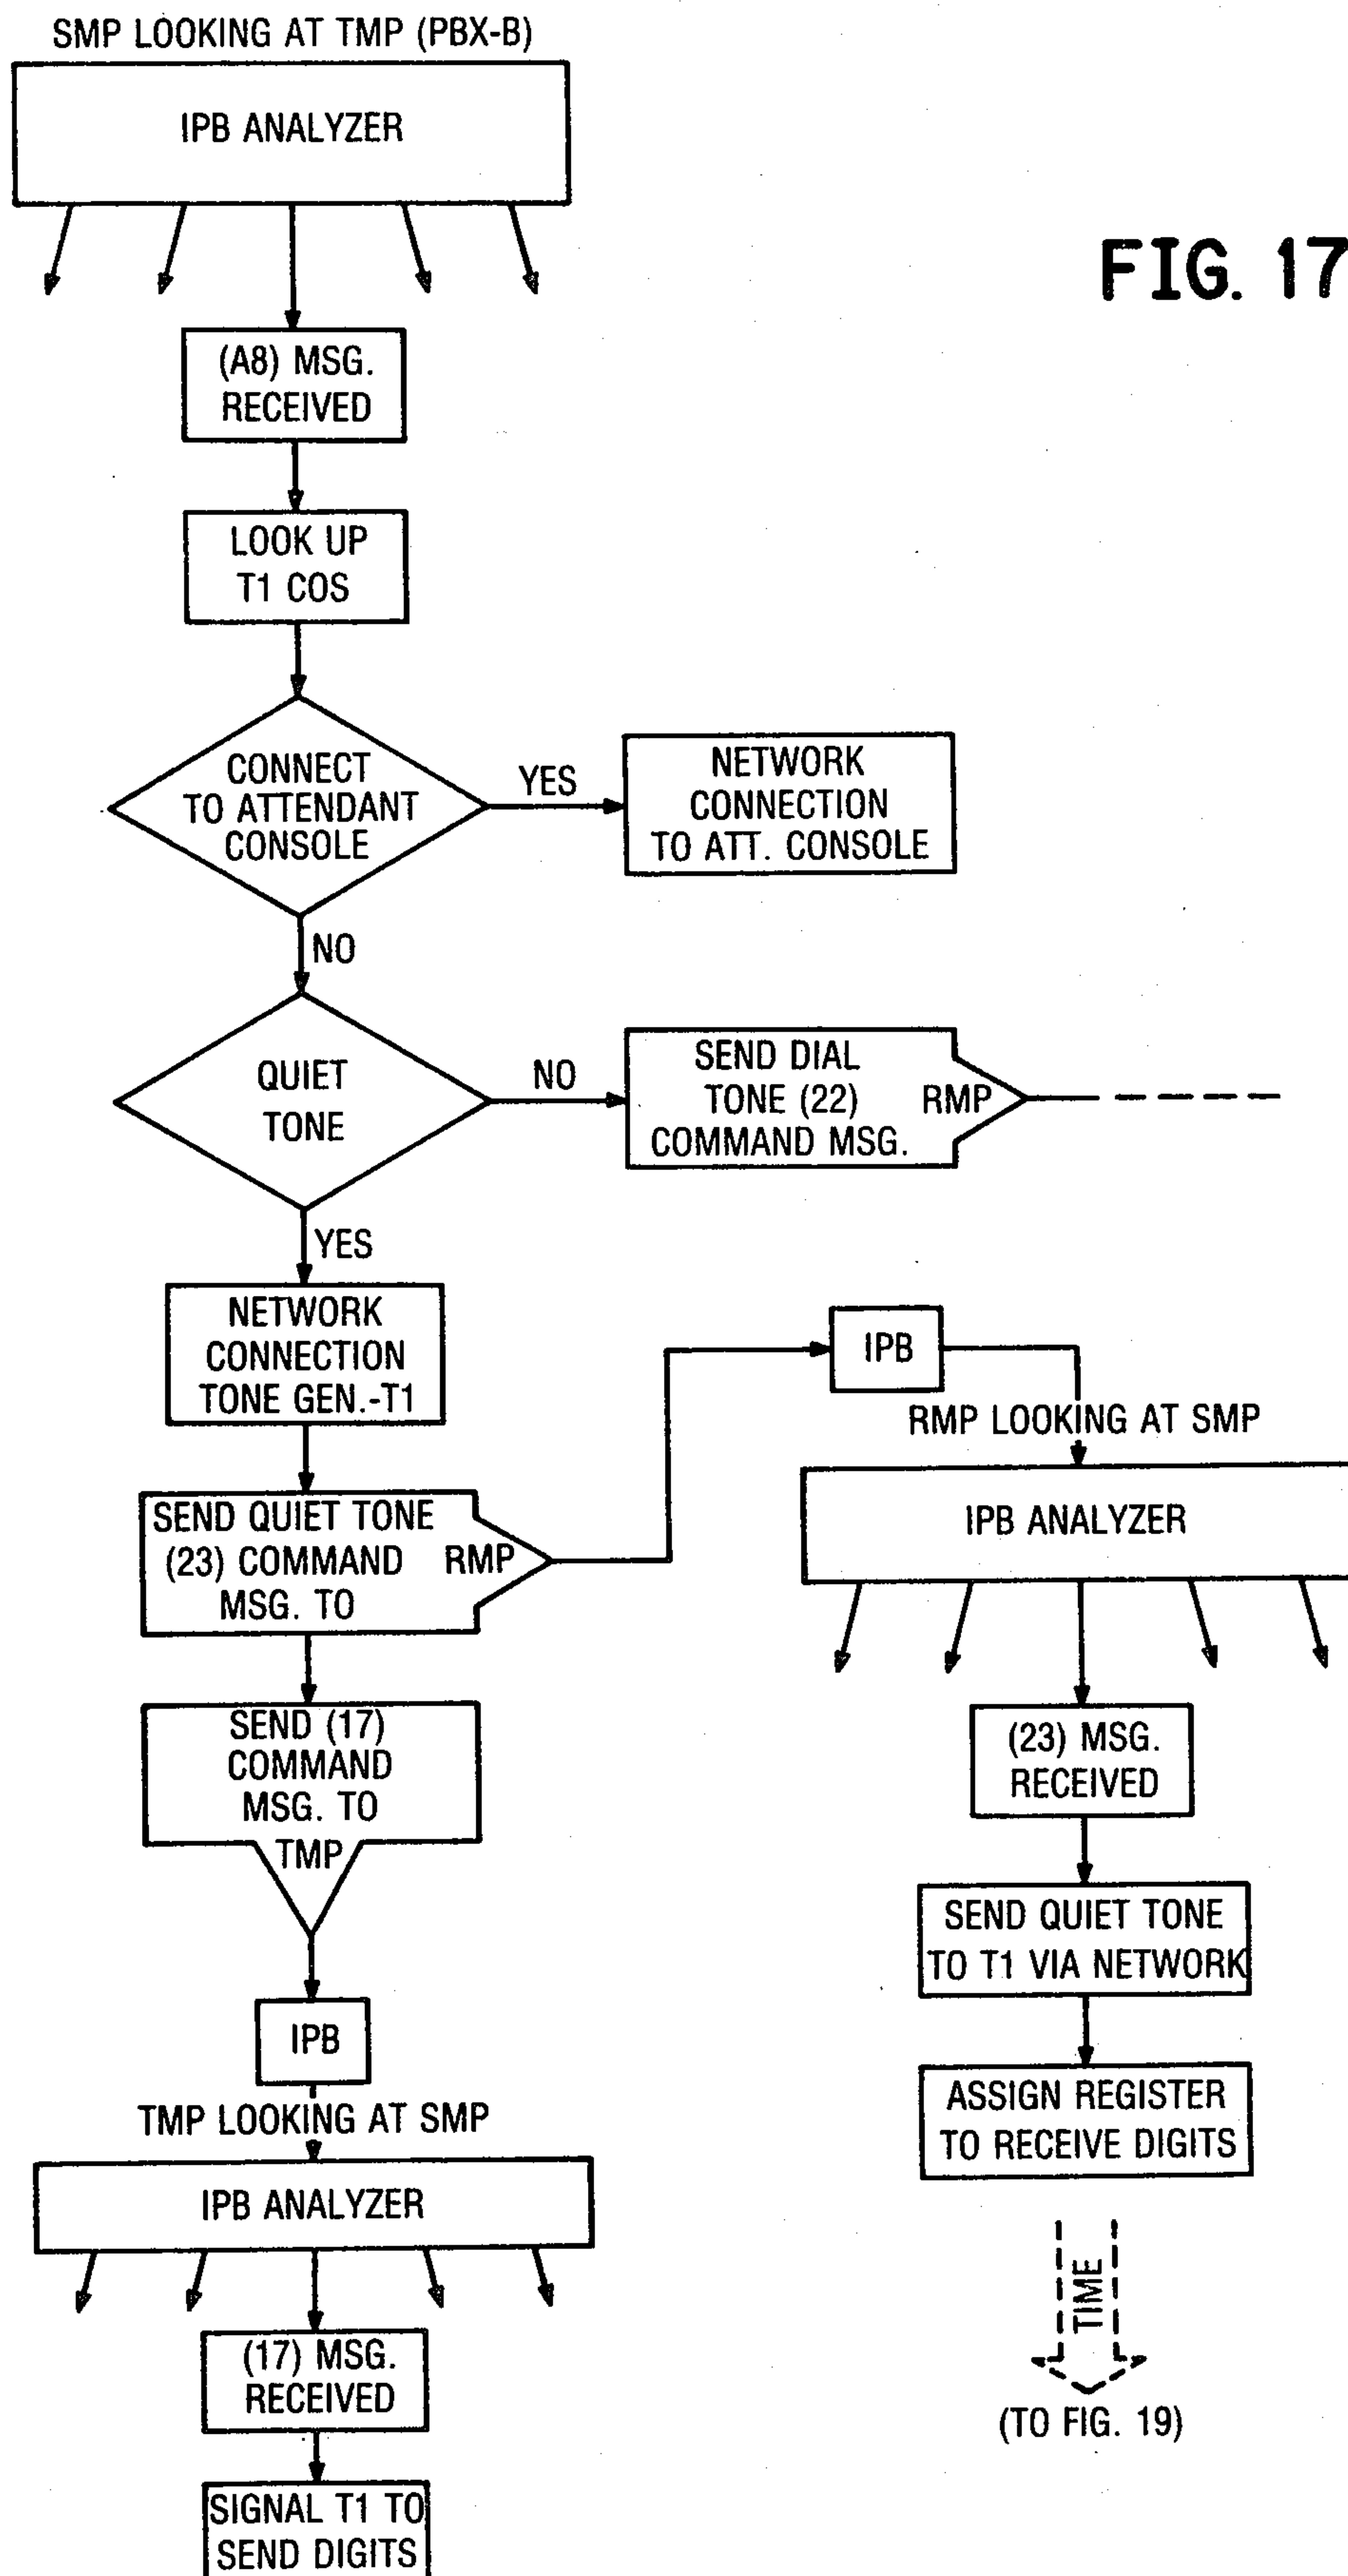 SMP LOOKING AT TMP (PBX-B)
IPB ANALYZER
FIG. 17
(A8) MSG.
RECEIVED
LOOK UP
T1 COS
CONNECT
TO ATTENDANT
CONSOLE
YES
NETWORK
CONNECTION
TO ATT. CONSOLE
NO
QUIET
TONE
NO
SEND DIAL
TONE (22)
COMMAND MSG.
RMP
YES
NETWORK
CONNECTION
TONE GEN.-T1
SEND QUIET TONE
(23) COMMAND
MSG. TO
RMP
SEND (17)
COMMAND
MSG. TO
TMP
IPB
TMP LOOKING AT SMP
IPB ANALYZER
(17) MSG.
RECEIVED
SIGNAL T1 TO
SEND DIGITS
IPB
RMP LOOKING AT SMP
IPB ANALYZER
(23) MSG.
RECEIVED
SEND QUIET TONE
TO T1 VIA NETWORK
ASSIGN REGISTER
TO RECEIVE DIGITS
TIME
(TO FIG. 19)